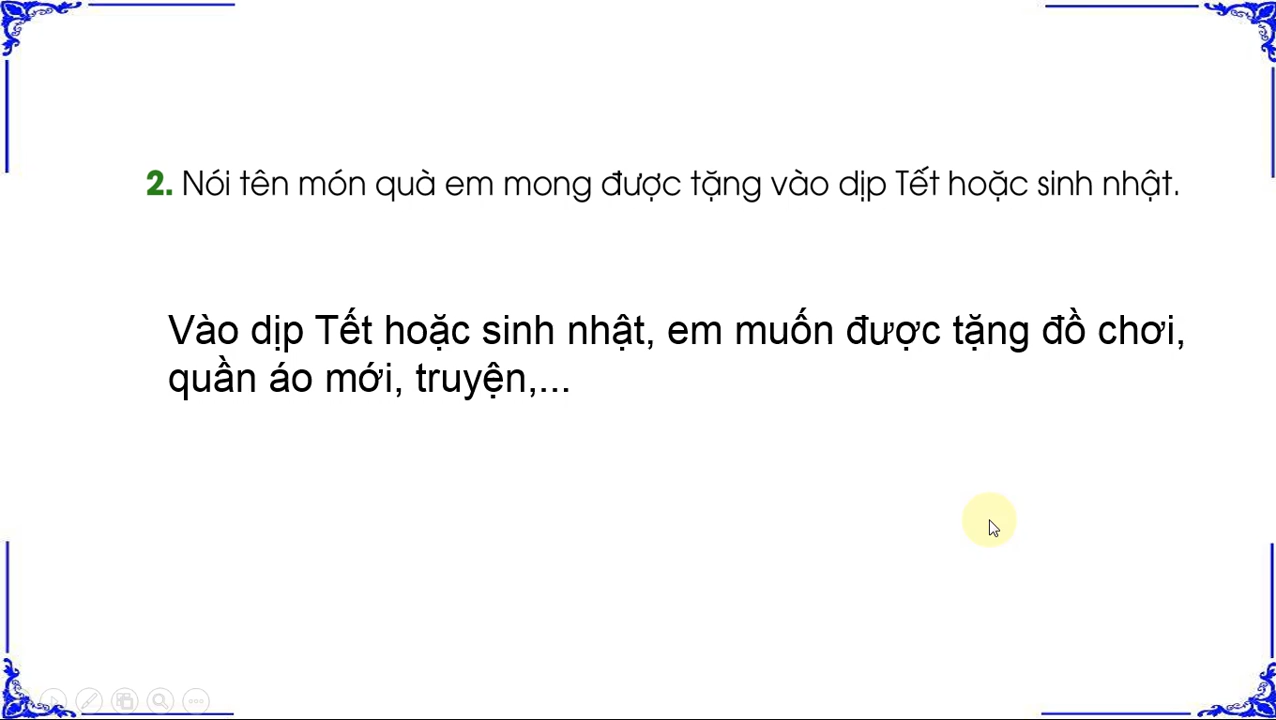 2. Nói tên món quà em mong được tặng vào dịp Tết hoặc sinh nhật.
Vào dịp Tết hoặc sinh nhật, em muốn được tặng đồ chơi,
quần áo mới, truyện,...